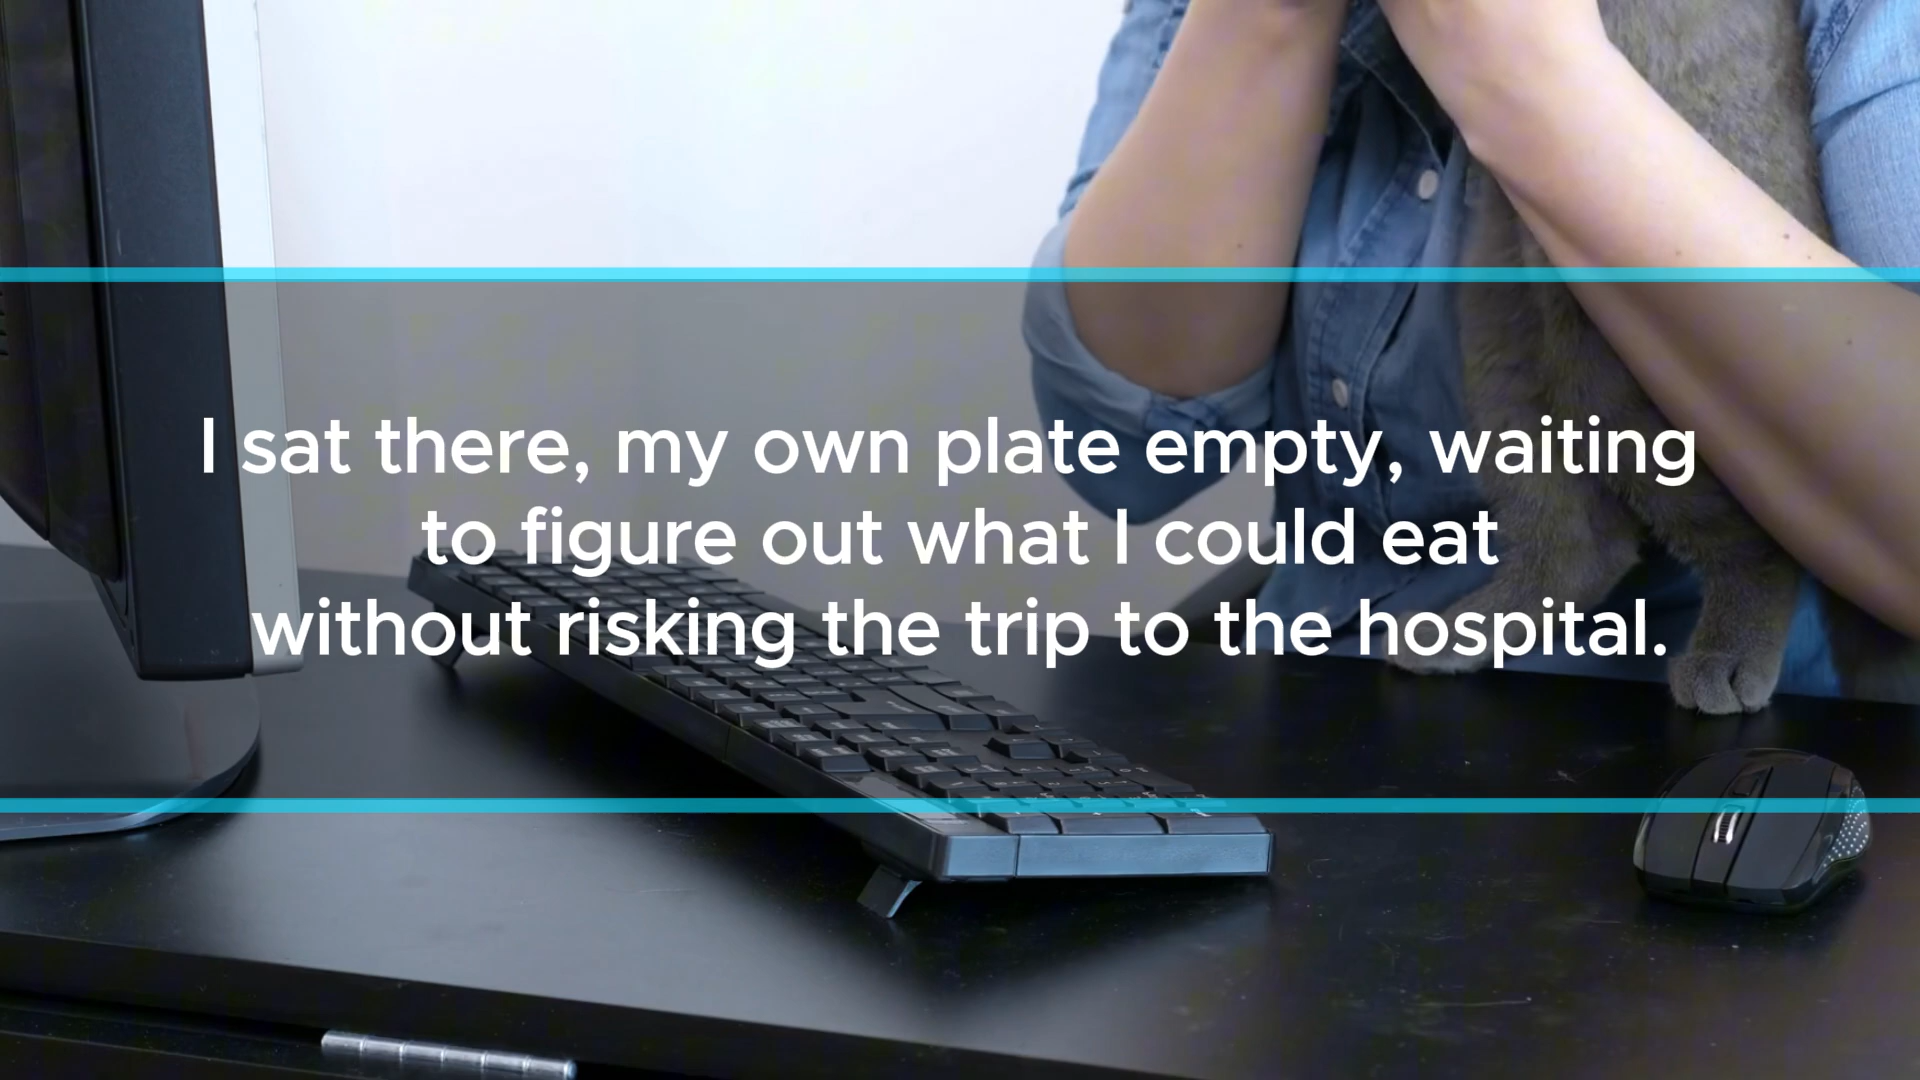 I sat there, my own plate empty, waiting
to figure out what I could eat
without risking the trip to the hospital.